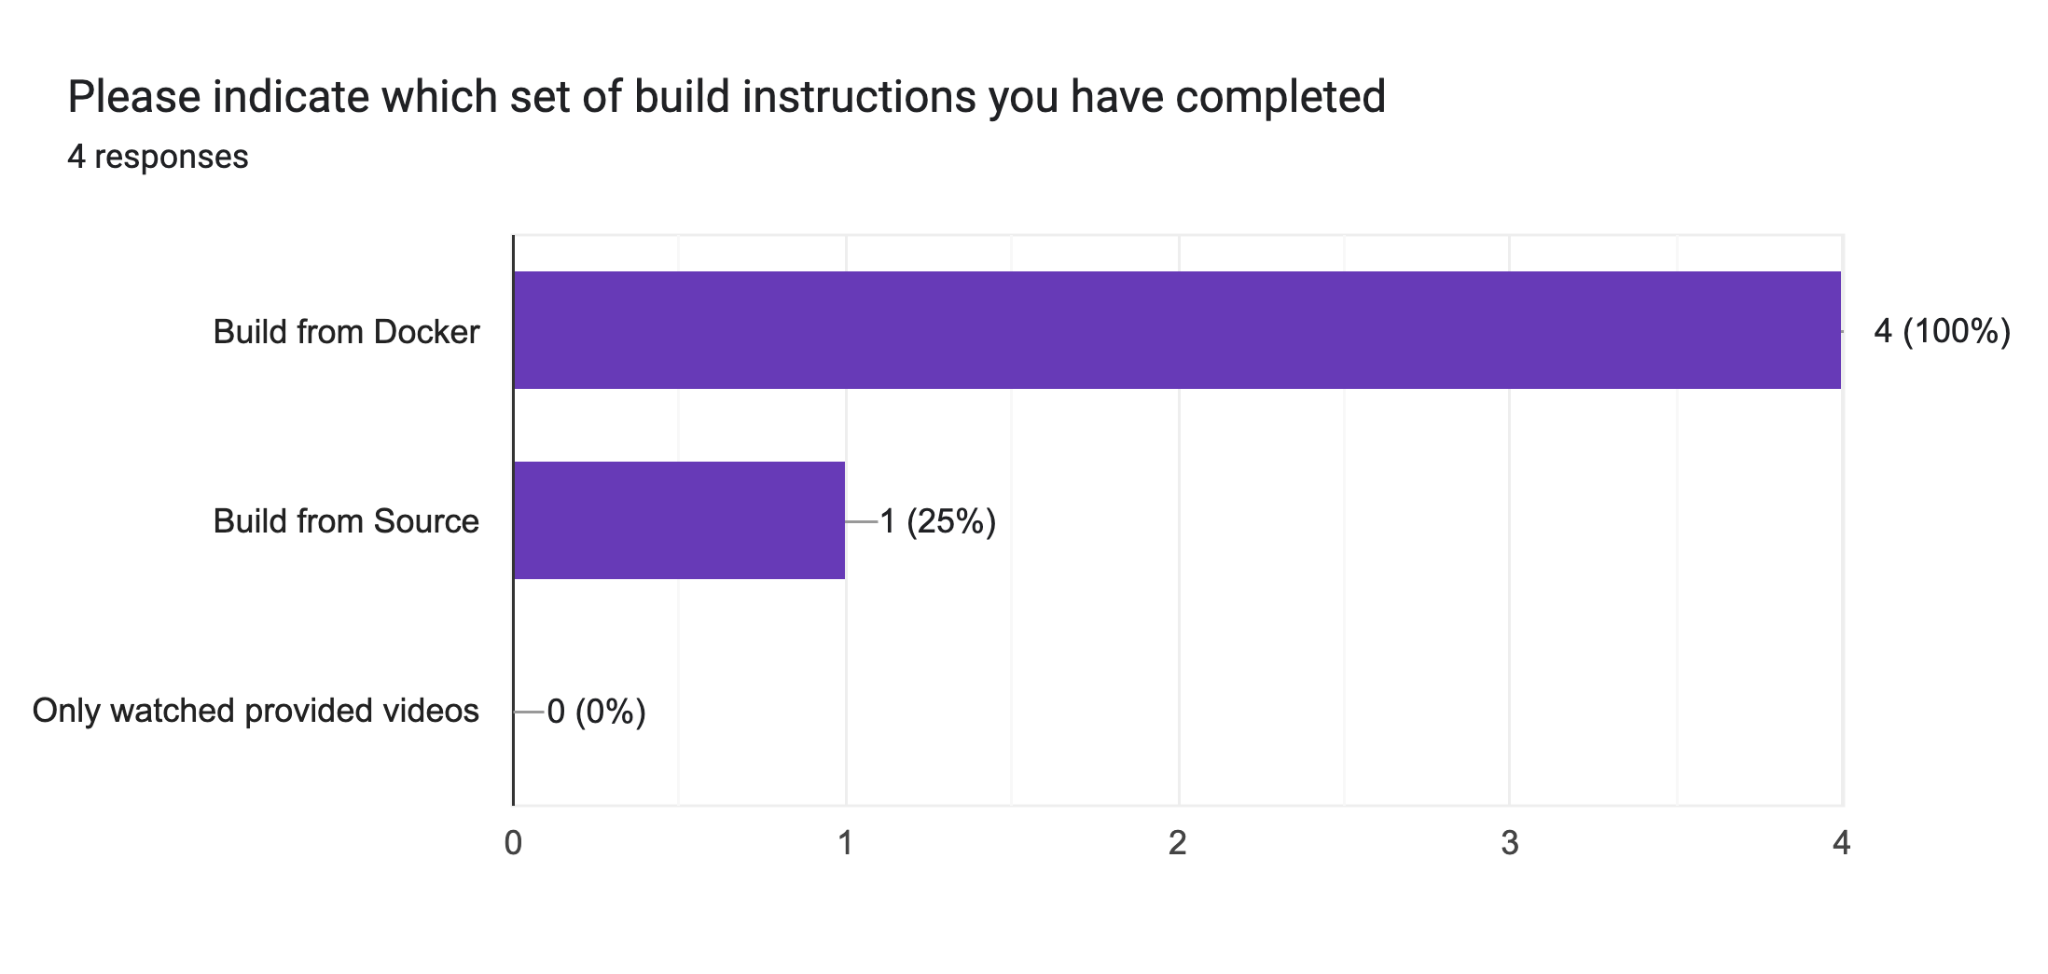 Please indicate which set of build instructions you have completed
4 responses
Build from Docker
4 (100%)
Build from Source
1 (25%)
Only watched provided videos
0 (0%)
0 1 2 3 4